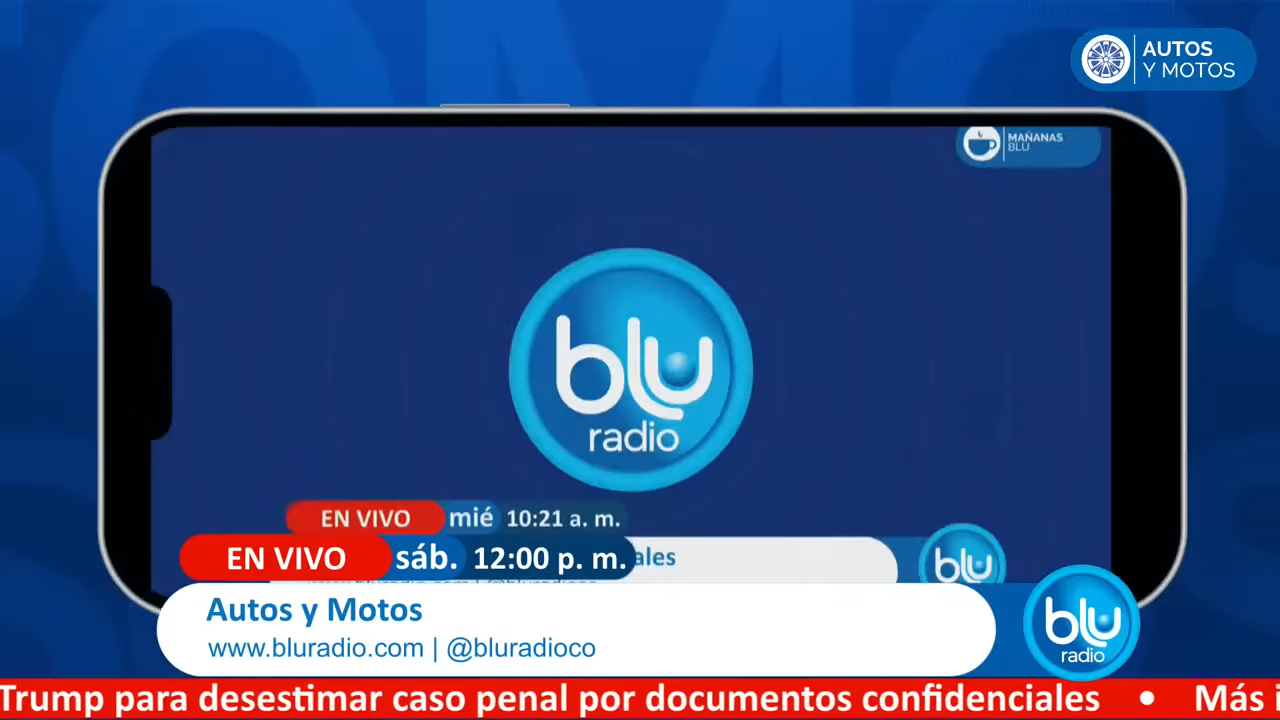 AUTOS
Y MOTOS
MAÑANAS
BLU
blu
radio
EN VIVO mié 10:21 a. m.
EN VIVO sáb. 12:00 p. m.
blu
Autos y Motos
www.bluradio.com | @bluradioco
blu
radio
Trump para desestimar caso penal por documentos confidenciales • Más